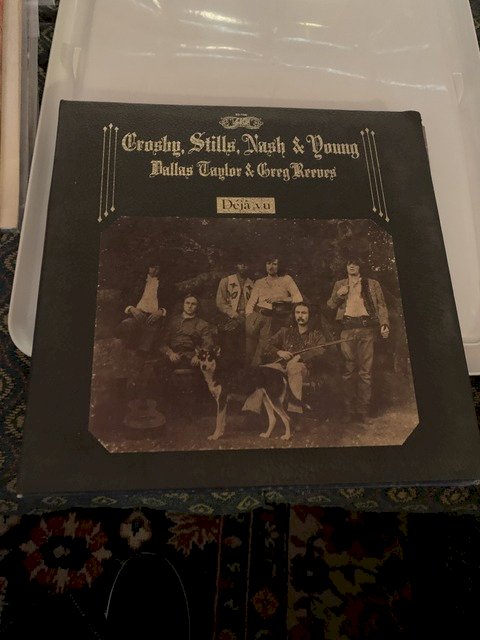 Crosby, Stills, Nash & Young
Dallas Taylor & Greg Reeves
Déjà vu